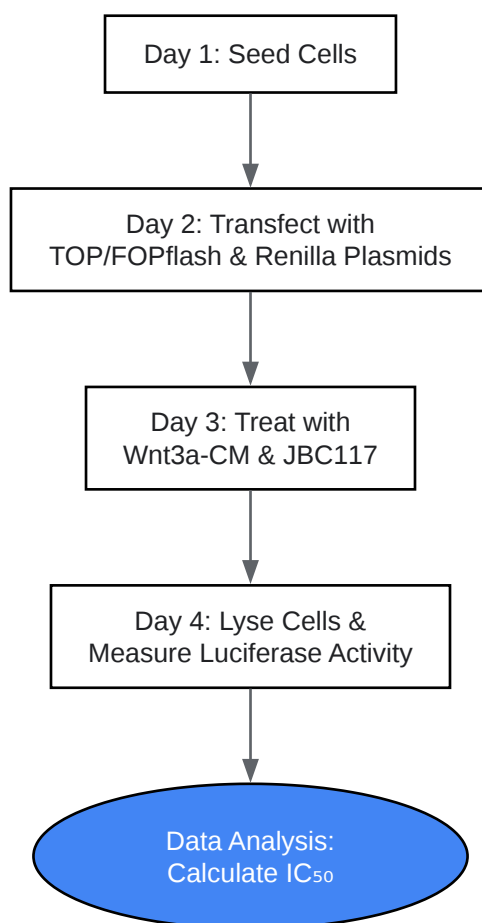 Day 1: Seed Cells
Day 2: Transfect with
TOP/FOPflash & Renilla Plasmids
Day 3: Treat with
Wnt3a-CM & JBC117
Day 4: Lyse Cells &
Measure Luciferase Activity
Data Analysis:
Calculate IC₅₀